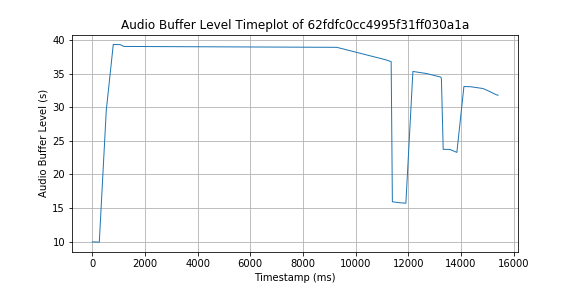 Audio Buffer Level Timeplot of 62fdfc0cc4995f31ff030a1a
Audio Buffer Level (s)
40
35
30
25
20
15
10
0 2000 4000 6000 8000 10000 12000 14000 16000
Timestamp (ms)